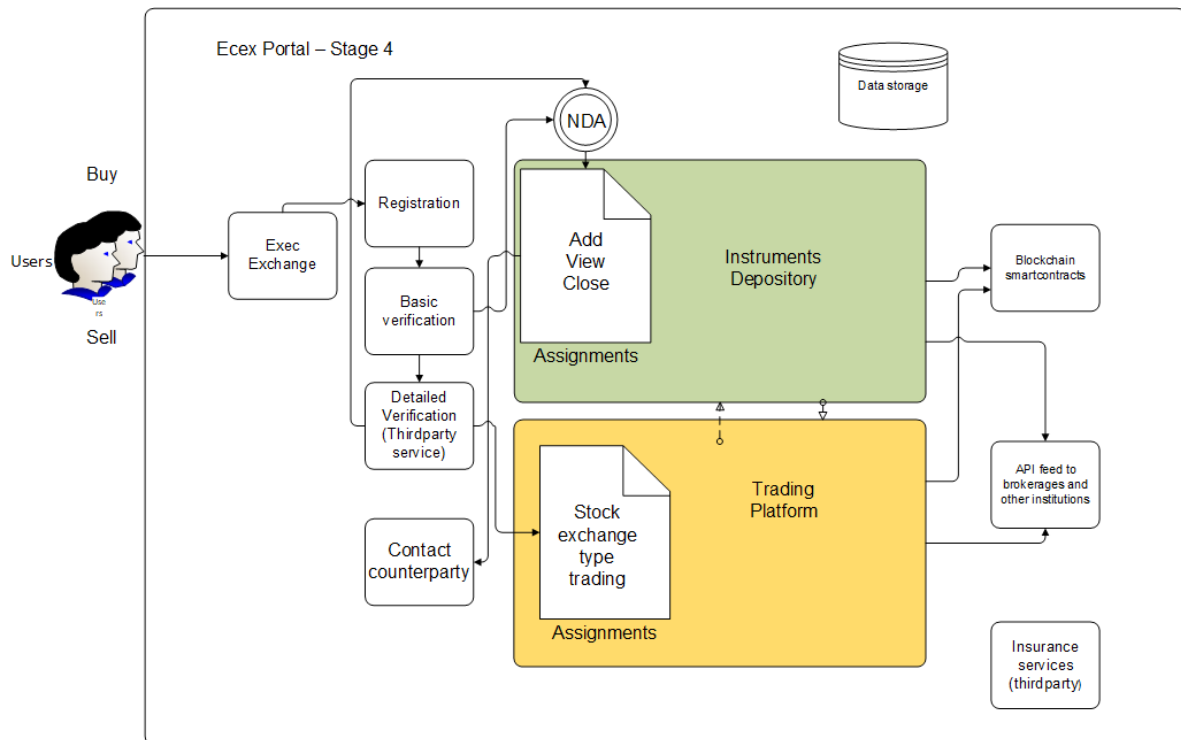 Ecex Portal – Stage 4
Data storage
NDA
Buy
Users
Use
rs
Sell
Exec
Exchange
Registration
Basic
verification
Detailed
Verification
(Thirdparty
service)
Contact
counterparty
Add
View
Close
Assignments
Instruments
Depository
Stock
exchange
type
trading
Assignments
Trading
Platform
Blockchain
smartcontracts
API feed to
brokerages and
other institutions
Insurance
services
(thirdparty)